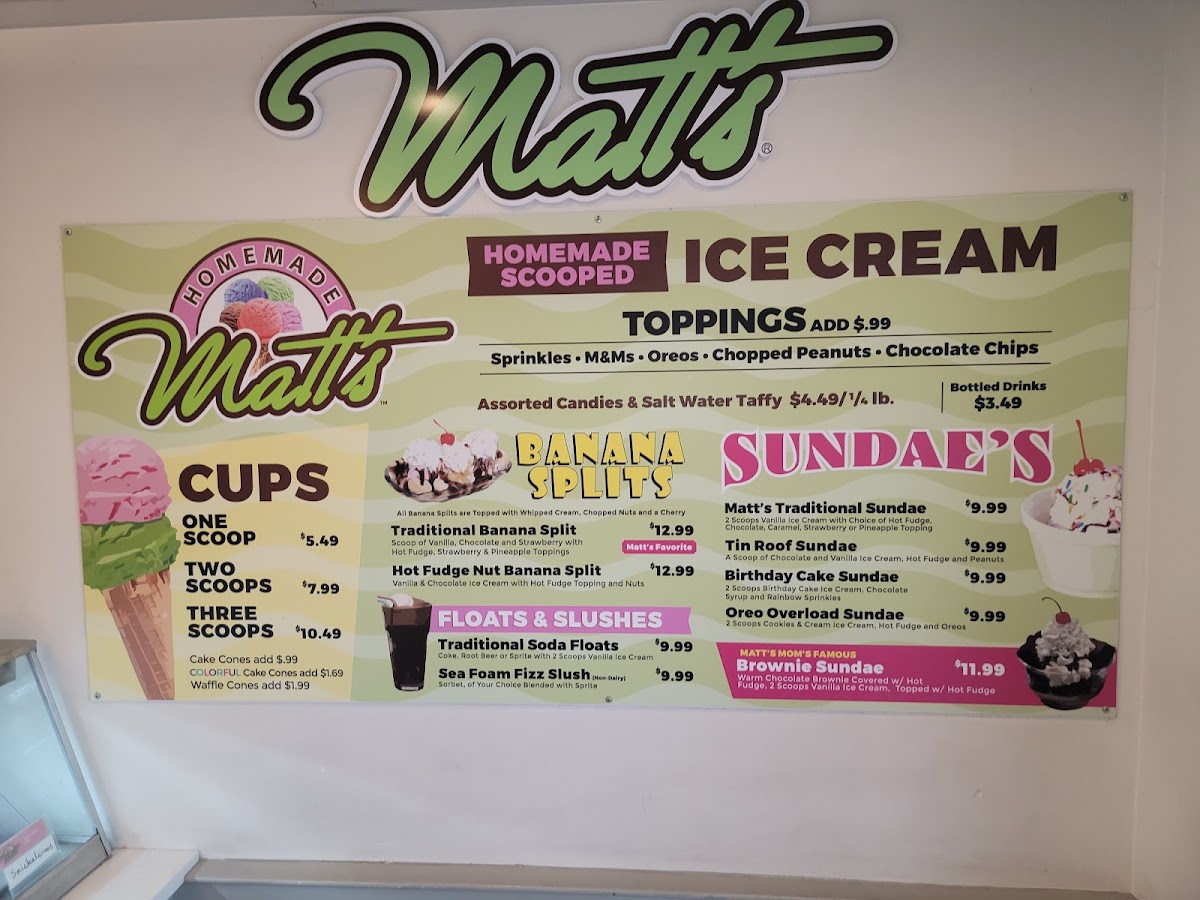 Matt's®
HOMEMADE
Matt's™
HOMEMADE
SCOOPED
ICE CREAM
TOPPINGS ADD $.99
Sprinkles • M&Ms • Oreos • Chopped Peanuts • Chocolate Chips
Assorted Candies & Salt Water Taffy $4.49/¼ lb.
Bottled Drinks
$3.49
CUPS
ONE
SCOOP $5.49
TWO
SCOOPS $7.99
THREE
SCOOPS $10.49
Cake Cones add $.99
COLORFUL Cake Cones add $1.69
Waffle Cones add $1.99
BANANA
SPLITS
All Banana Splits are Topped with Whipped Cream, Chopped Nuts and a Cherry
Traditional Banana Split $12.99
Scoop of Vanilla, Chocolate and Strawberry with
Hot Fudge, Strawberry & Pineapple Toppings
Matt's Favorite
Hot Fudge Nut Banana Split $12.99
Vanilla & Chocolate Ice Cream with Hot Fudge Topping and Nuts
FLOATS & SLUSHES
Traditional Soda Floats $9.99
Coke, Root Beer or Sprite with 2 Scoops Vanilla Ice Cream
Sea Foam Fizz Slush (Non-Dairy) $9.99
Sorbet, of Your Choice Blended with Sprite
SUNDAE'S
Matt's Traditional Sundae $9.99
2 Scoops Vanilla Ice Cream with Choice of Hot Fudge,
Chocolate, Caramel, Strawberry or Pineapple Topping
Tin Roof Sundae $9.99
A Scoop of Chocolate and Vanilla Ice Cream, Hot Fudge and Peanuts
Birthday Cake Sundae $9.99
2 Scoops Birthday Cake Ice Cream, Chocolate
Syrup and Rainbow Sprinkles
Oreo Overload Sundae $9.99
2 Scoops Cookies & Cream Ice Cream, Hot Fudge and Oreos
MATT'S MOM'S FAMOUS
Brownie Sundae $11.99
Warm Chocolate Brownie Covered w/ Hot
Fudge, 2 Scoops Vanilla Ice Cream, Topped w/ Hot Fudge
Snickalicious